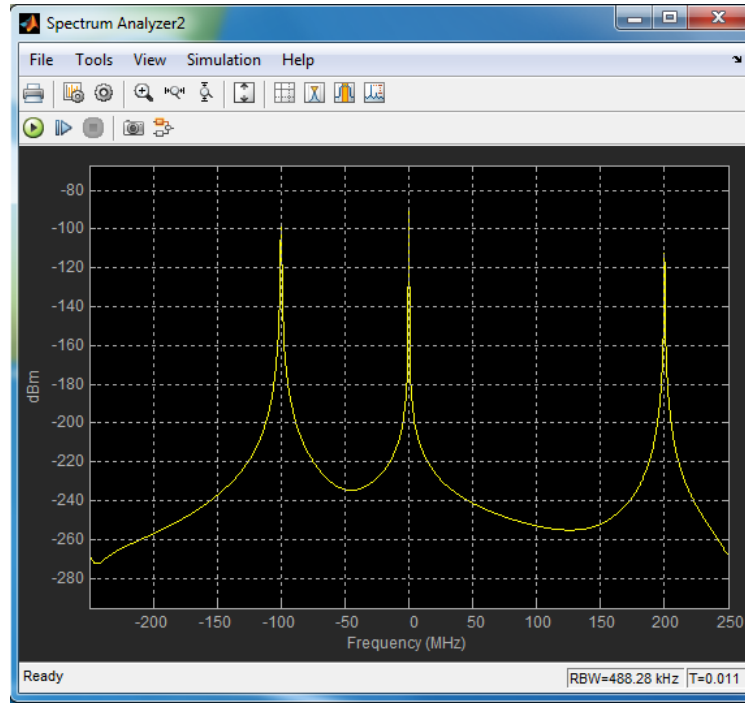 Spectrum Analyzer2
File Tools View Simulation Help
-80
-100
-120
-140
-160
-180
-200
-220
-240
-260
-280
dBm
-200 -150 -100 -50 0 50 100 150 200 250
Frequency (MHz)
Ready RBW=488.28 kHz T=0.011